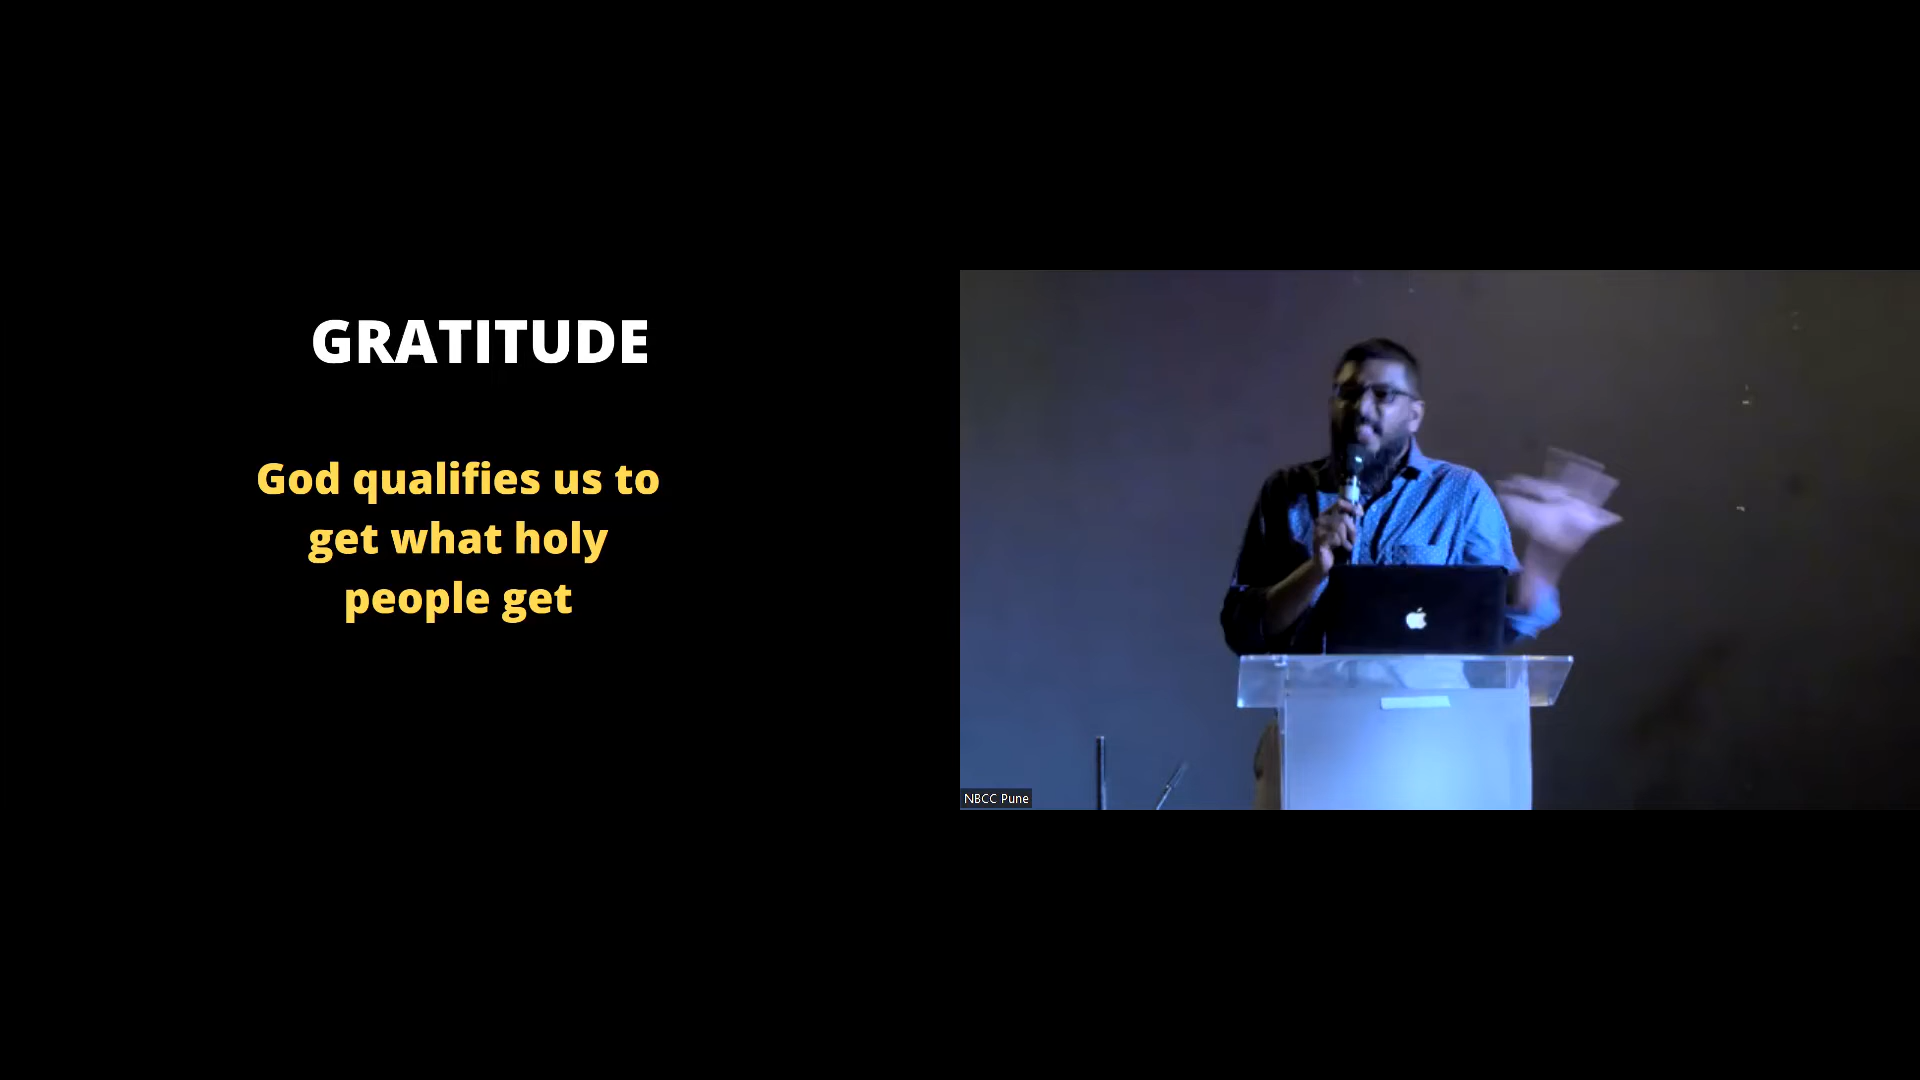 GRATITUDE
God qualifies us to
get what holy
people get
NBCC Pune